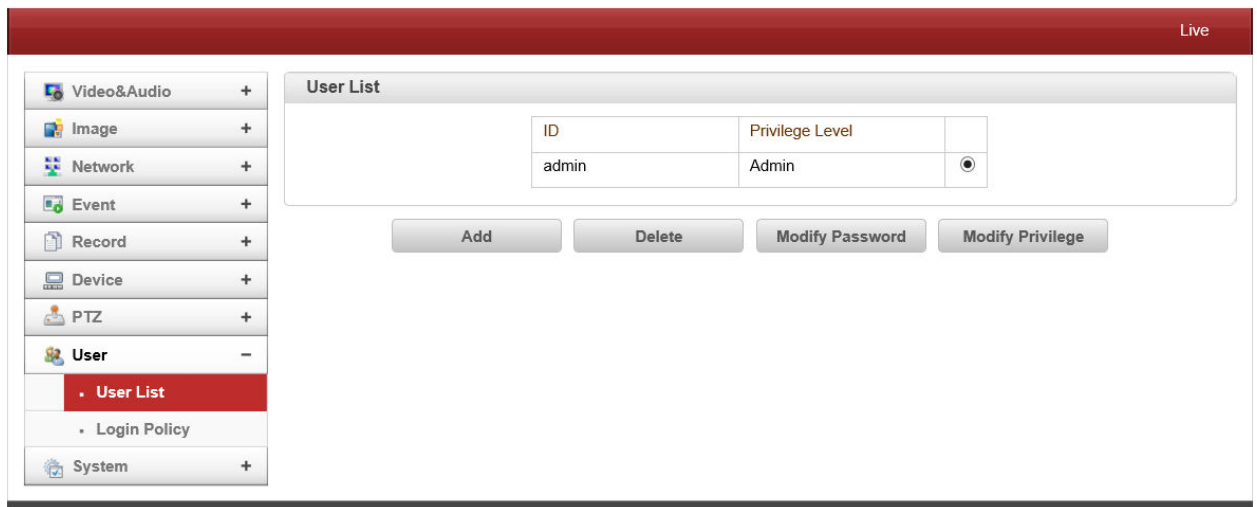 Live
Video&Audio +
Image +
Network +
Event +
Record +
Device +
PTZ +
User −
• User List
• Login Policy
System +
User List
ID Privilege Level
admin Admin
Add Delete Modify Password Modify Privilege